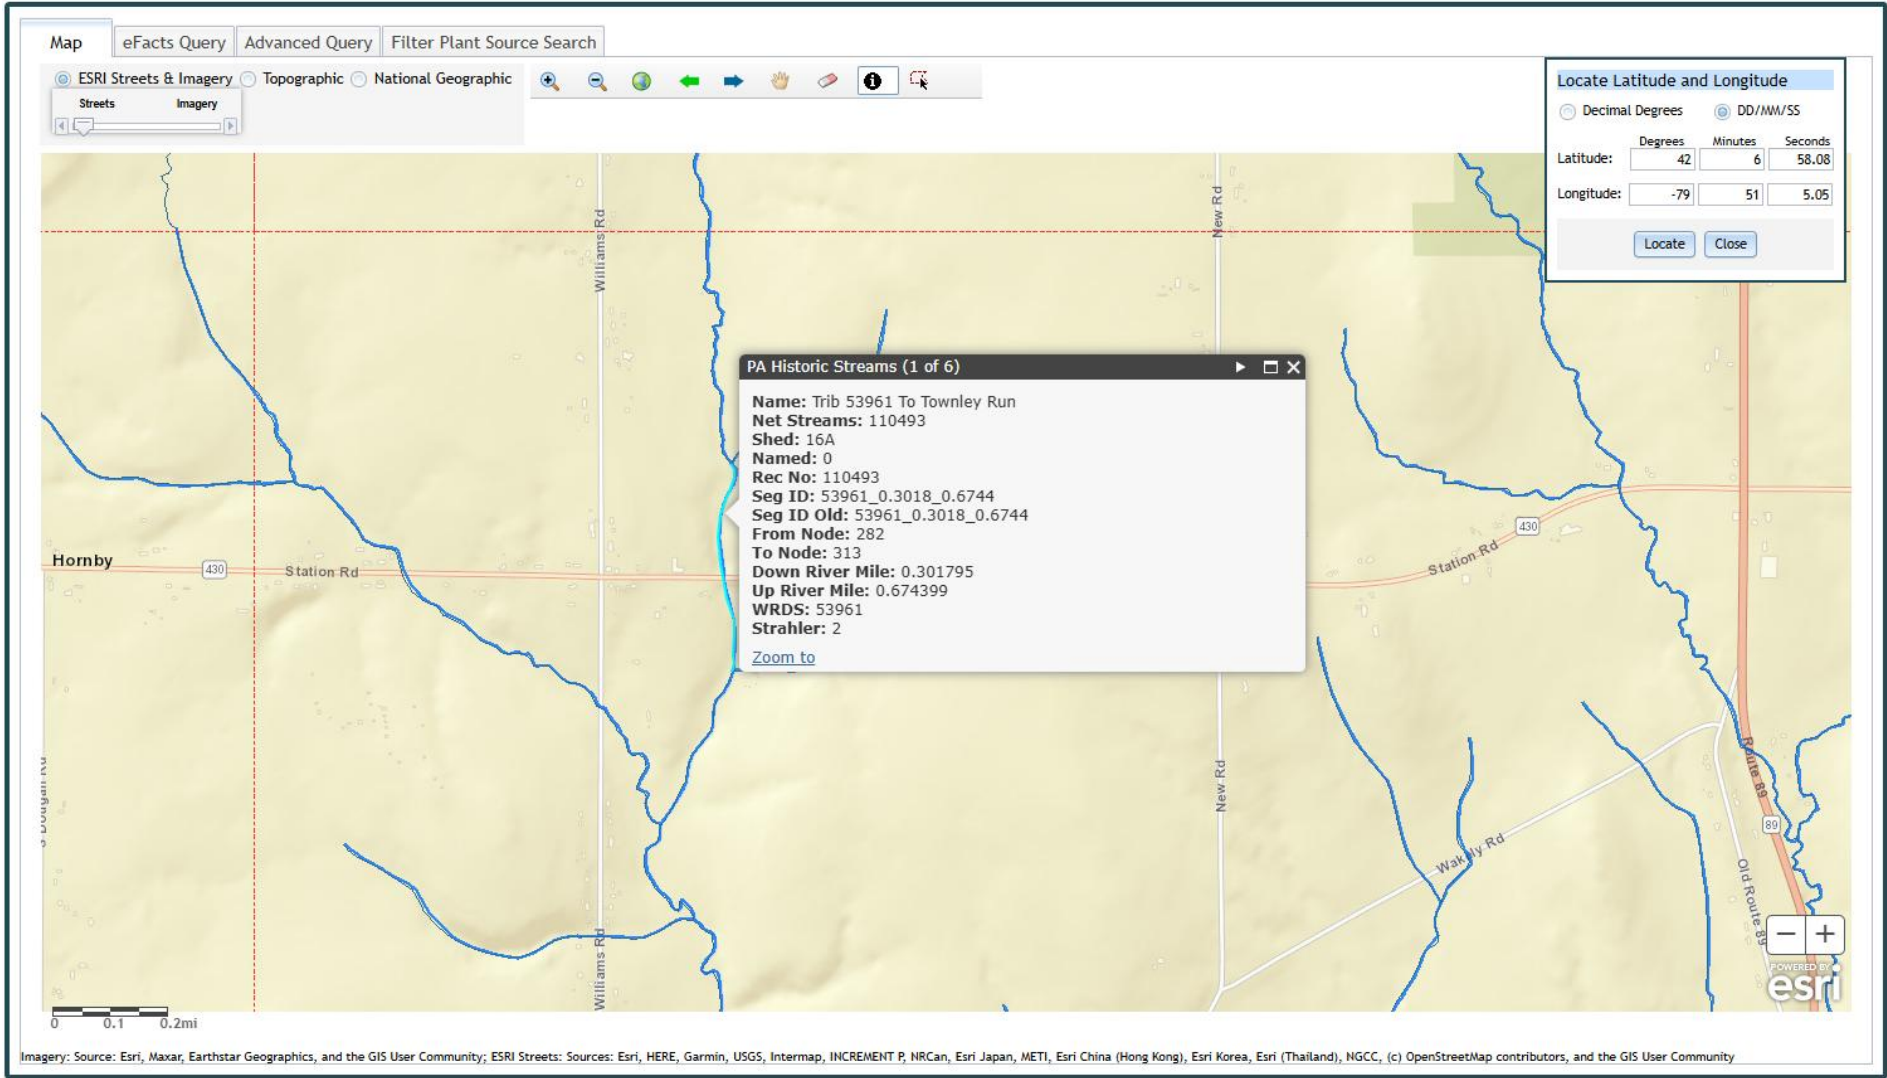 Map eFacts Query Advanced Query Filter Plant Source Search
ESRI Streets & Imagery Topographic National Geographic
Streets Imagery
Locate Latitude and Longitude
Decimal Degrees DD/MM/SS
Degrees Minutes Seconds
Latitude: 42 6 58.08
Longitude: -79 51 5.05
Locate Close
Williams Rd
New Rd
PA Historic Streams (1 of 6)
Name: Trib 53961 To Townley Run
Net Streams: 110493
Shed: 16A
Named: 0
Rec No: 110493
Seg ID: 53961_0.3018_0.6744
Seg ID Old: 53961_0.3018_0.6744
From Node: 282
To Node: 313
Down River Mile: 0.301795
Up River Mile: 0.674399
WRDS: 53961
Strahler: 2
Zoom to
Hornby
430
Station Rd
430
Station Rd
S Dougan Rd
New Rd
Route 89
89
Wakely Rd
Old Route 89
Williams Rd
POWERED BY
esri
0 0.1 0.2mi
Imagery: Source: Esri, Maxar, Earthstar Geographics, and the GIS User Community; ESRI Streets: Sources: Esri, HERE, Garmin, USGS, Intermap, INCREMENT P, NRCan, Esri Japan, METI, Esri China (Hong Kong), Esri Korea, Esri (Thailand), NGCC, (c) OpenStreetMap contributors, and the GIS User Community